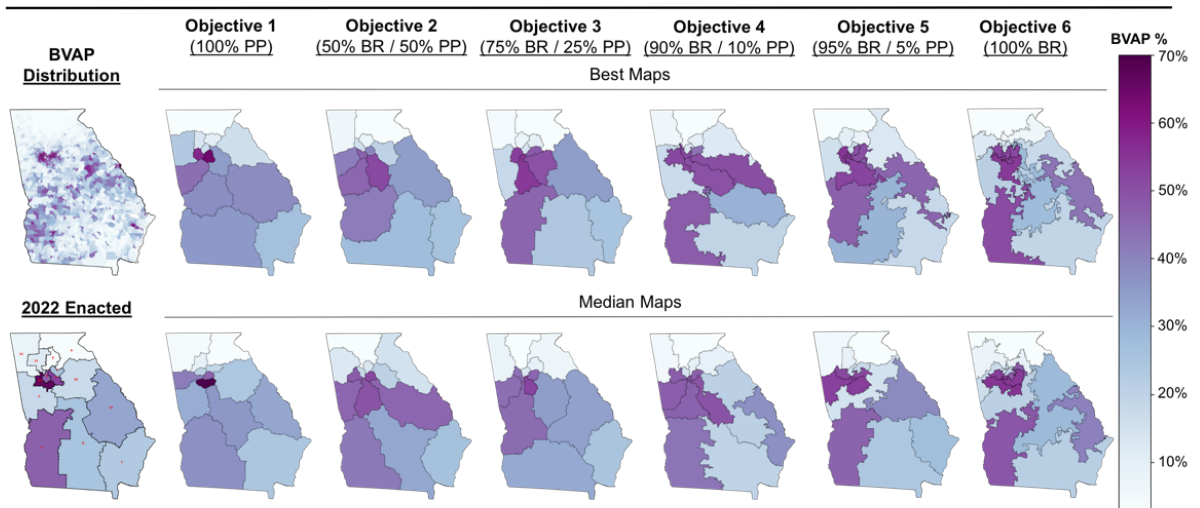 Objective 1 Objective 2 Objective 3 Objective 4 Objective 5 Objective 6
(100% PP) (50% BR / 50% PP) (75% BR / 25% PP) (90% BR / 10% PP) (95% BR / 5% PP) (100% BR)
BVAP
Distribution
BVAP %
Best Maps
70%
60%
50%
40%
30%
20%
10%
2022 Enacted
Median Maps